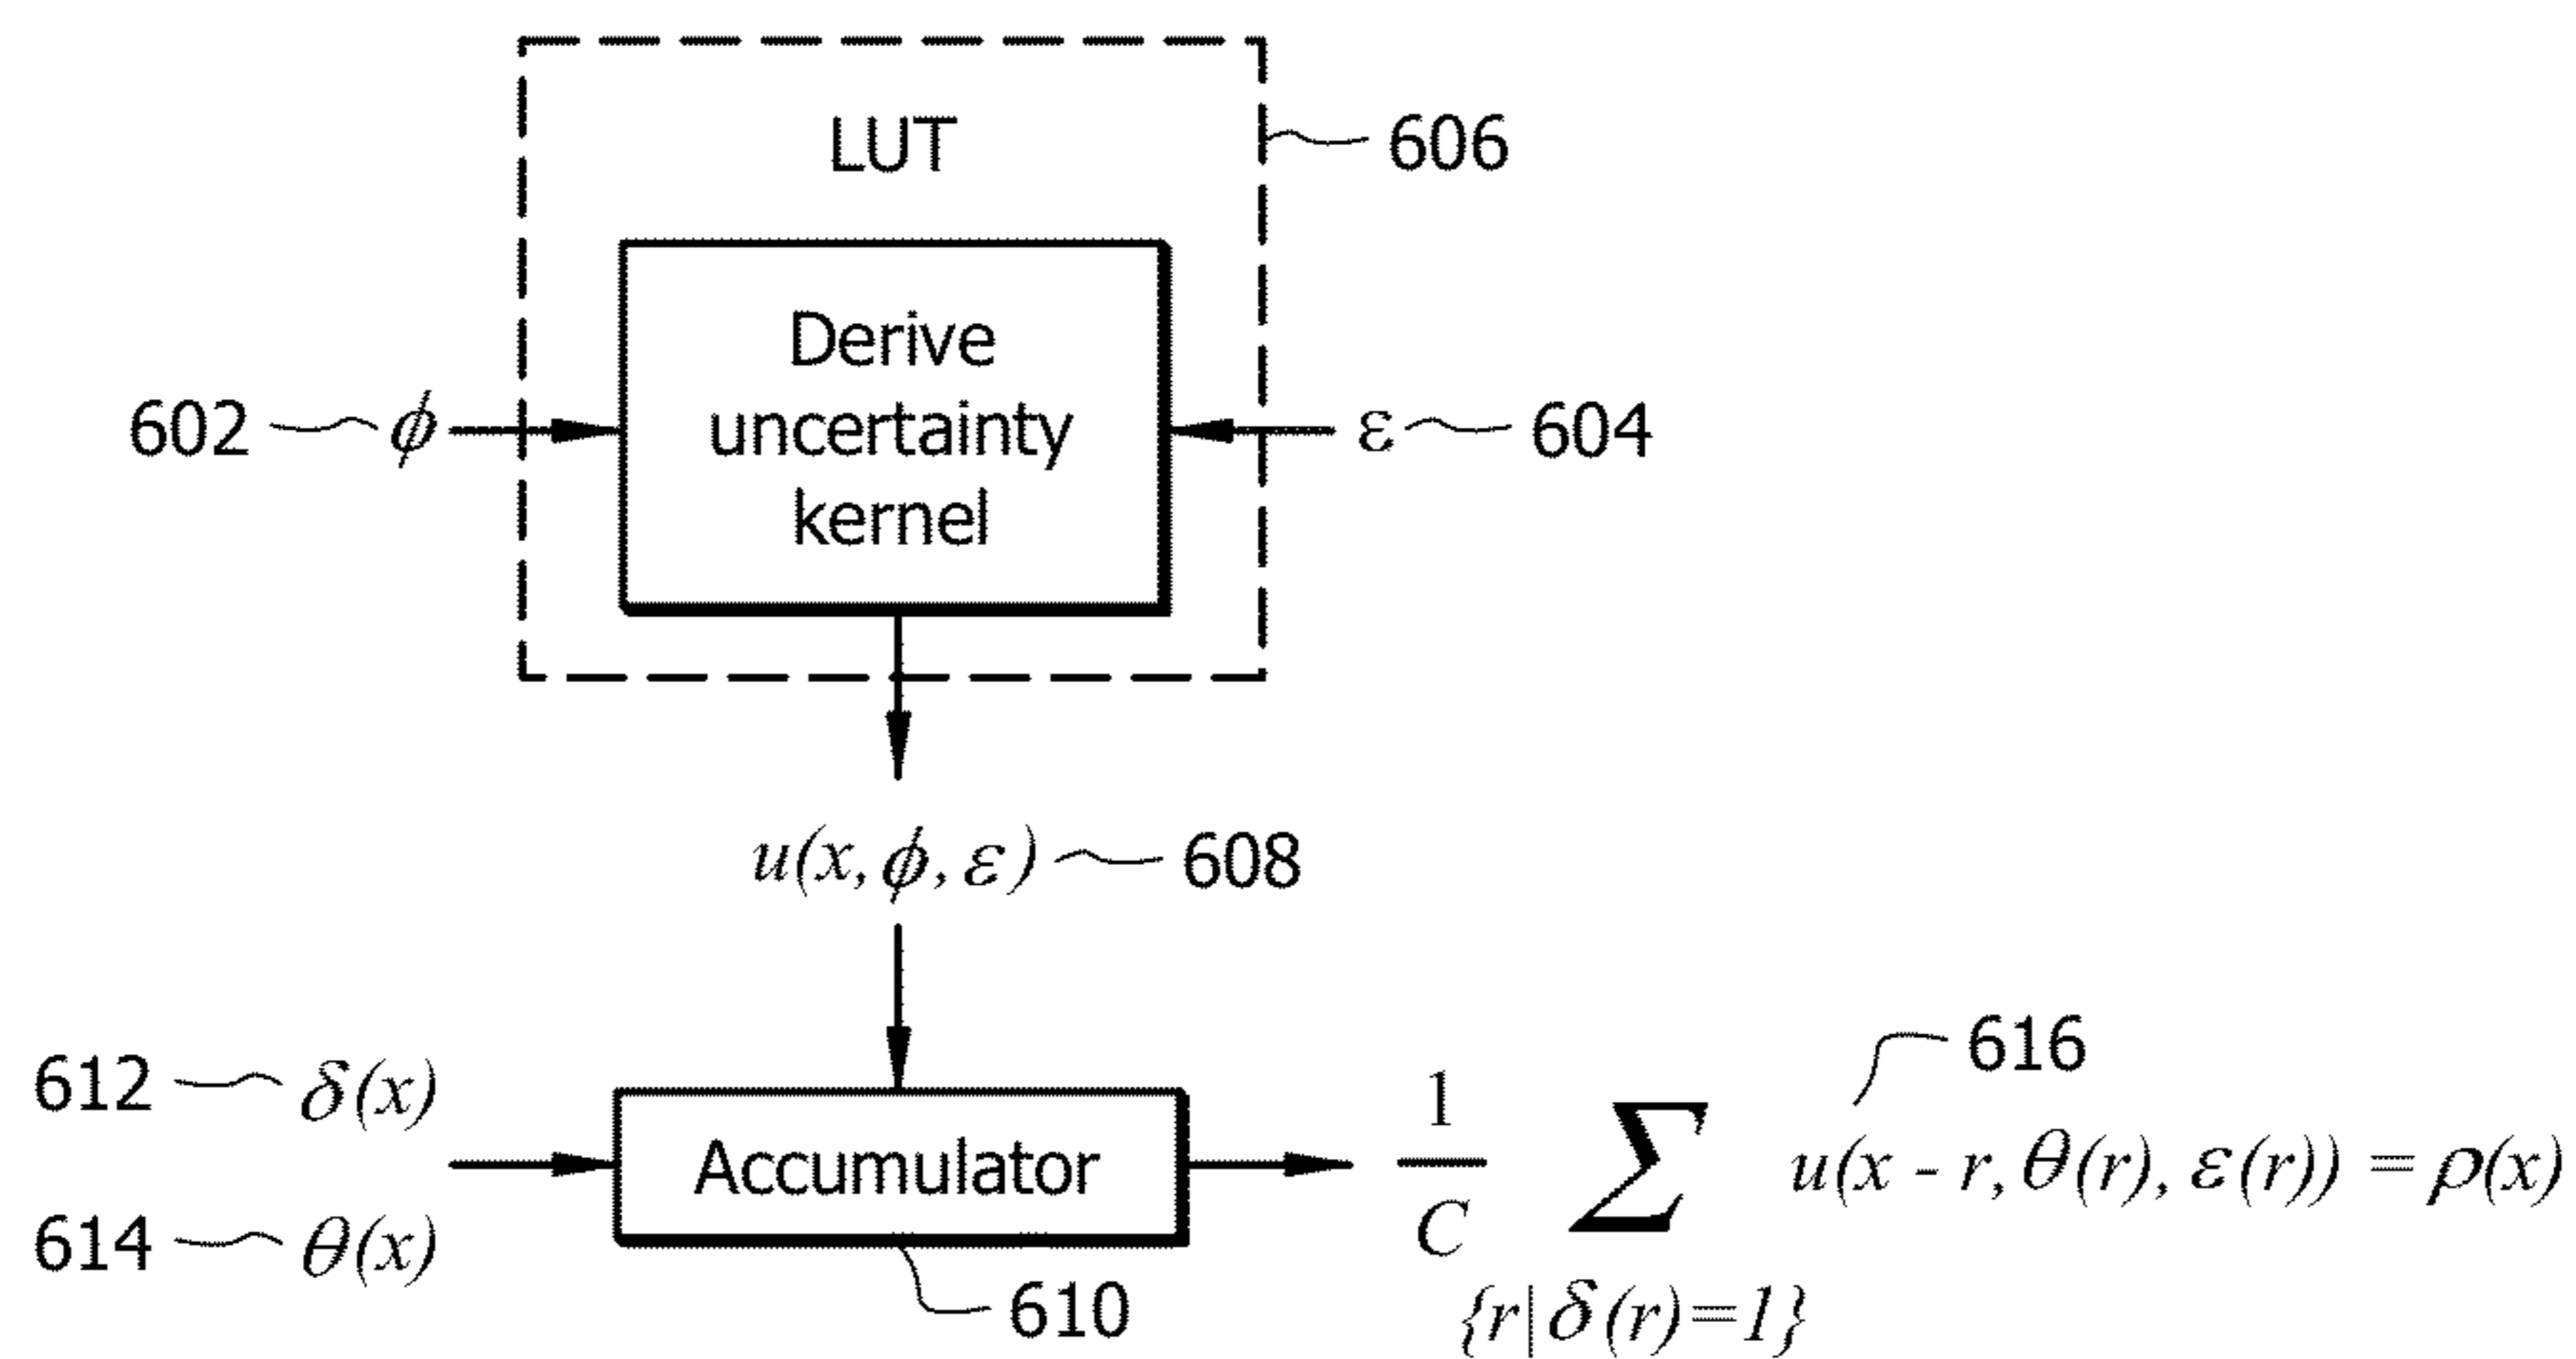 LUT
606
Derive
uncertainty
kernel
602 ϕ
ε 604
u(x, ϕ, ε) 608
612 δ(x)
614 θ(x)
Accumulator
610
616
1/C ∑ u(x - r, θ(r), ε(r)) = ρ(x)
{r|δ(r)=1}